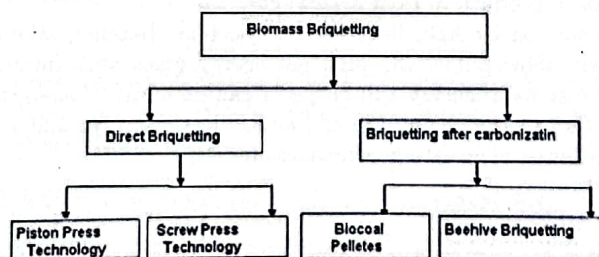 Biomass Briquetting
Direct Briquetting
Briquetting after carbonizatin
Piston Press
Technology
Screw Press
Technology
Biocoal
Pelletes
Beehive Briquetting